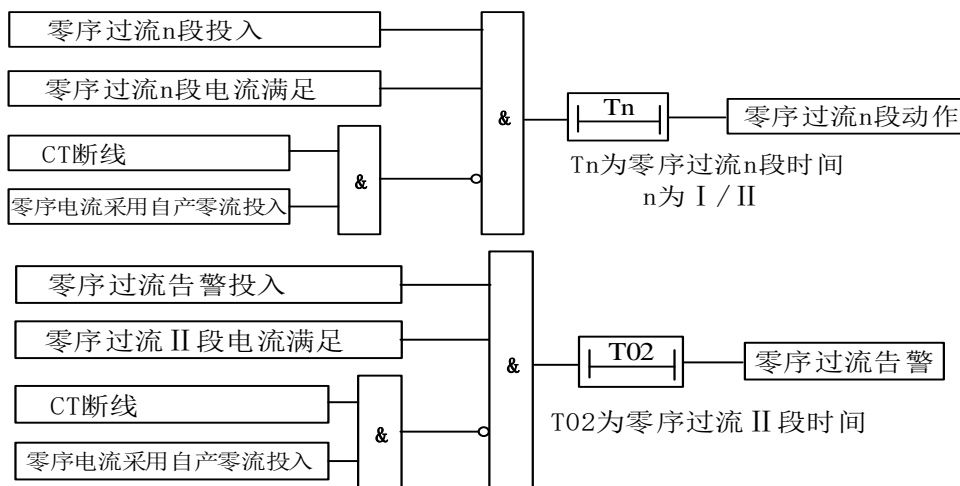 零序过流n段投入
零序过流n段电流满足
CT断线
零序电流采用自产零流投入
&
&
Tn
零序过流n段动作
Tn为零序过流n段时间
n为Ⅰ/Ⅱ
零序过流告警投入
零序过流Ⅱ段电流满足
CT断线
零序电流采用自产零流投入
&
&
T02
零序过流告警
T02为零序过流Ⅱ段时间